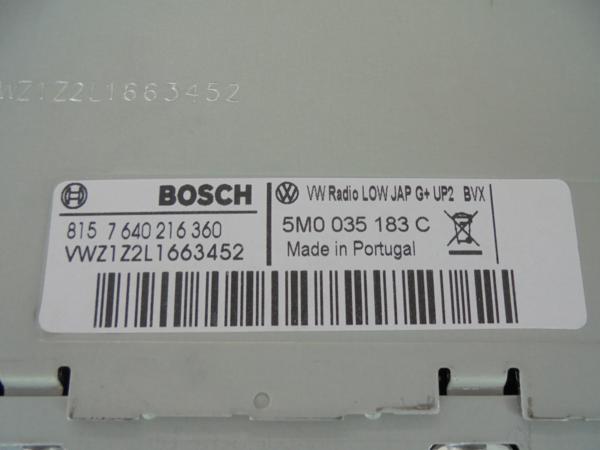 VWZ1Z2L1663452
BOSCH
815 7 640 216 360
VWZ1Z2L1663452
VW Radio LOW JAP G+ UP2 BVX
5M0 035 183 C
Made in Portugal